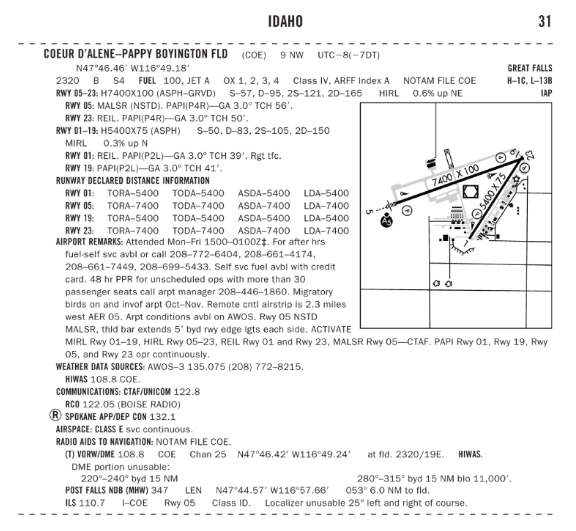 IDAHO 31
COEUR D'ALENE–PAPPY BOYINGTON FLD (COE) 9 NW UTC–8(–7DT)
N47°46.46′ W116°49.18′ GREAT FALLS
2320 B S4 FUEL 100, JET A OX 1, 2, 3, 4 Class IV, ARFF Index A NOTAM FILE COE H–1C, L–13B
RWY 05–23: H7400X100 (ASPH–GRVD) S–57, D–95, 2S–121, 2D–165 HIRL 0.6% up NE IAP
RWY 05: MALSR (NSTD). PAPI(P4R)—GA 3.0° TCH 56′.
RWY 23: REIL. PAPI(P4R)—GA 3.0° TCH 50′.
RWY 01–19: H5400X75 (ASPH) S–50, D–83, 2S–105, 2D–150
MIRL 0.3% up N
RWY 01: REIL. PAPI(P2L)—GA 3.0° TCH 39′. Rgt tfc.
RWY 19: PAPI(P2L)—GA 3.0° TCH 41′.
RUNWAY DECLARED DISTANCE INFORMATION
RWY 01: TORA–5400 TODA–5400 ASDA–5400 LDA–5400
RWY 05: TORA–7400 TODA–7400 ASDA–7400 LDA–7400
RWY 19: TORA–5400 TODA–5400 ASDA–5400 LDA–5400
RWY 23: TORA–7400 TODA–7400 ASDA–7400 LDA–7400
AIRPORT REMARKS: Attended Mon–Fri 1500–0100Z‡. For after hrs
fuel-self svc avbl or call 208–772–6404, 208–661–4174,
208–661–7449, 208–699–5433. Self svc fuel avbl with credit
card. 48 hr PPR for unscheduled ops with more than 30
passenger seats call arpt manager 208–446–1860. Migratory
birds on and invof arpt Oct–Nov. Remote cntl airstrip is 2.3 miles
west AER 05. Arpt conditions avbl on AWOS. Rwy 05 NSTD
MALSR, thld bar extends 5′ byd rwy edge lgts each side. ACTIVATE
MIRL Rwy 01–19, HIRL Rwy 05–23, REIL Rwy 01 and Rwy 23, MALSR Rwy 05—CTAF. PAPI Rwy 01, Rwy 19, Rwy
05, and Rwy 23 opr continuously.
WEATHER DATA SOURCES: AWOS–3 135.075 (208) 772–8215.
HIWAS 108.8 COE.
COMMUNICATIONS: CTAF/UNICOM 122.8
RCO 122.05 (BOISE RADIO)
Ⓡ SPOKANE APP/DEP CON 132.1
AIRSPACE: CLASS E svc continuous.
RADIO AIDS TO NAVIGATION: NOTAM FILE COE.
(T) VORW/DME 108.8 COE Chan 25 N47°46.42′ W116°49.24′ at fld. 2320/19E. HIWAS.
DME portion unusable:
220°–240° byd 15 NM 280°–315° byd 15 NM blo 11,000′.
POST FALLS NDB (MHW) 347 LEN N47°44.57′ W116°57.66′ 053° 6.0 NM to fld.
ILS 110.7 I–COE Rwy 05 Class ID. Localizer unusable 25° left and right of course.
7400 X 100
5400 X 75
5
23
19
1